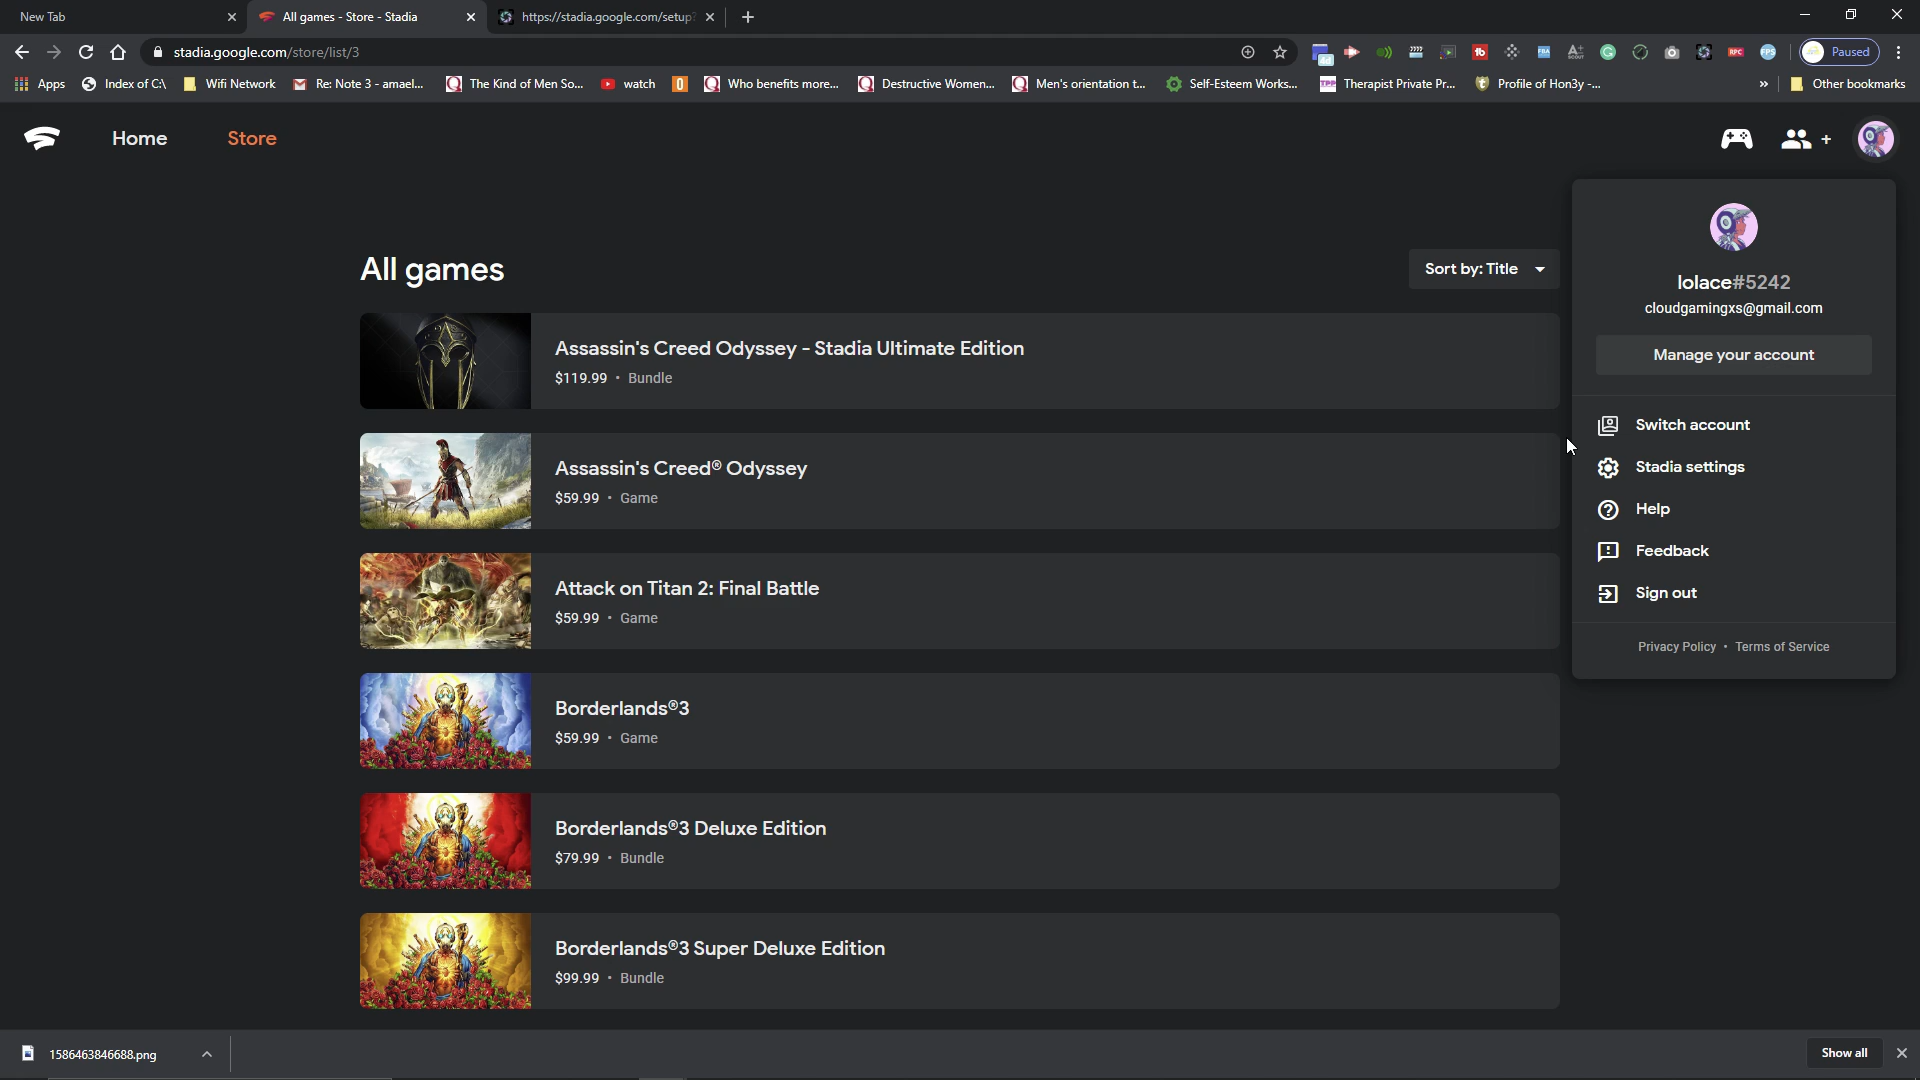 New Tab
All games - Store - Stadia
https://stadia.google.com/setup?
stadia.google.com/store/list/3
Paused
Apps
Index of C:\
Wifi Network
Re: Note 3 - amael...
The Kind of Men So...
watch
Who benefits more...
Destructive Women...
Men's orientation t...
Self-Esteem Works...
Therapist Private Pr...
Profile of Hon3y -...
»
Other bookmarks
Home
Store
All games
Sort by: Title
lolace#5242
cloudgamingxs@gmail.com
Manage your account
Switch account
Stadia settings
Help
Feedback
Sign out
Privacy Policy • Terms of Service
Assassin's Creed Odyssey - Stadia Ultimate Edition
$119.99 • Bundle
Assassin's Creed® Odyssey
$59.99 • Game
Attack on Titan 2: Final Battle
$59.99 • Game
Borderlands®3
$59.99 • Game
Borderlands®3 Deluxe Edition
$79.99 • Bundle
Borderlands®3 Super Deluxe Edition
$99.99 • Bundle
1586463846688.png
Show all